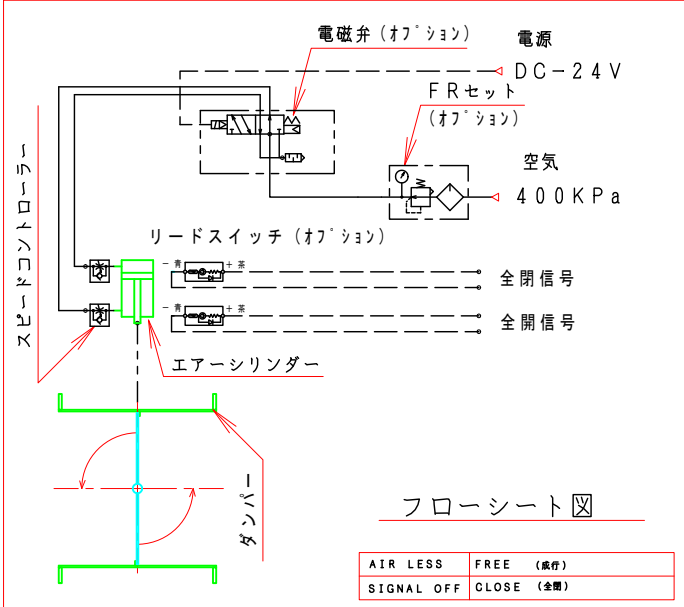 電磁弁(オプション)
電源
DC-24V
FRセット
(オプション)
空気
400KPa
スピードコントローラー
リードスイッチ(オプション)
- 青
+ 茶
全閉信号
- 青
+ 茶
全開信号
エアーシリンダー
ダンパー
フローシート図
AIR LESS FREE (成行)
SIGNAL OFF CLOSE (全閉)